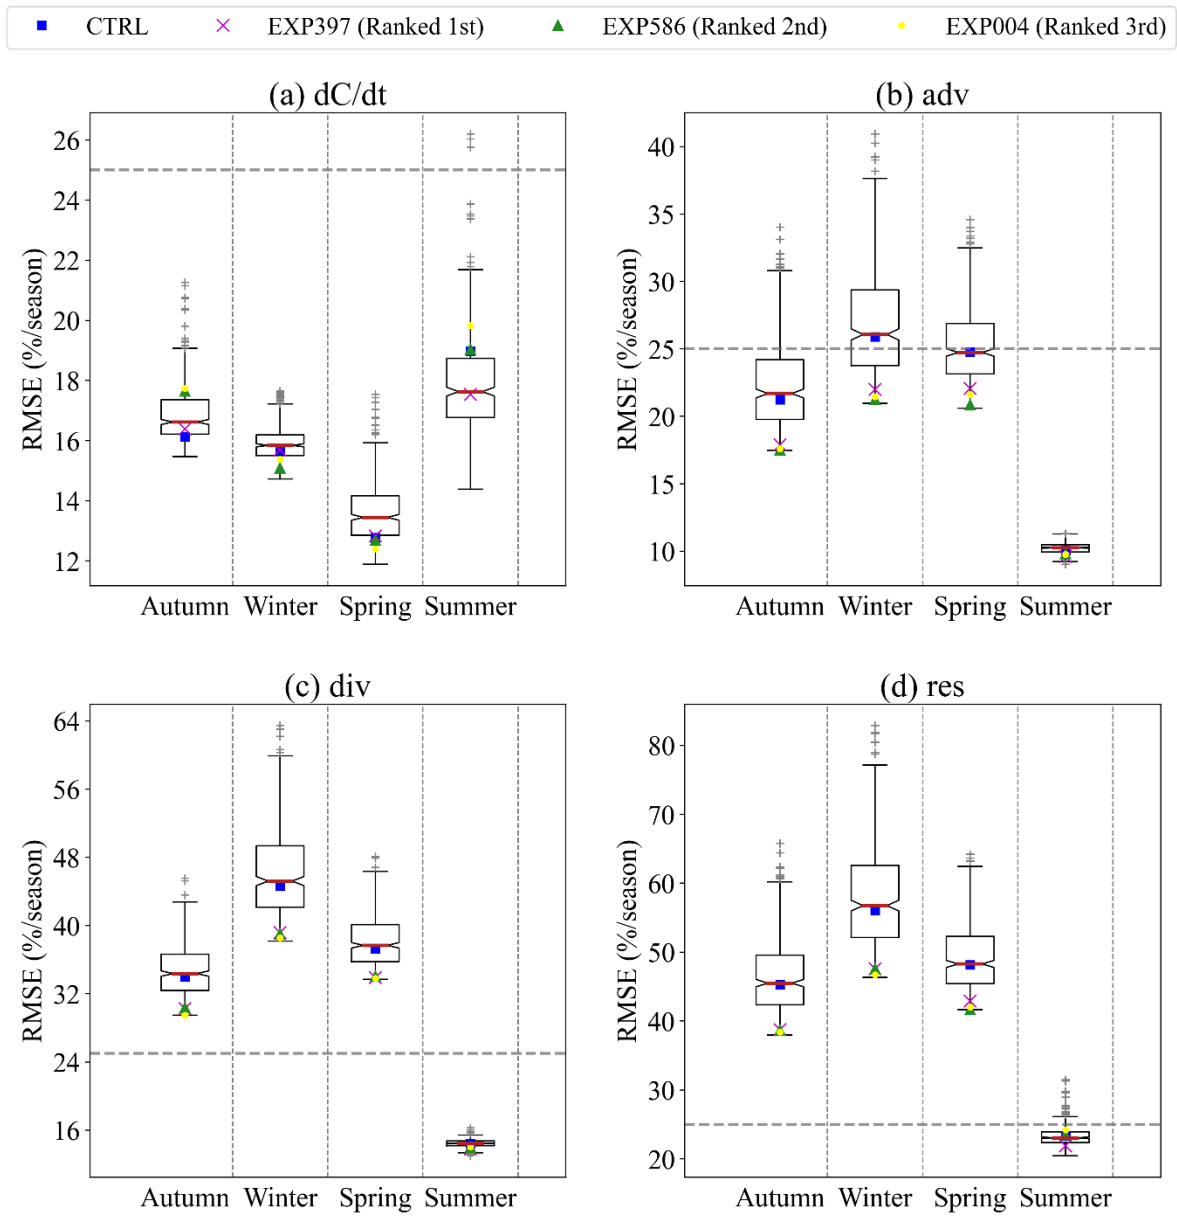 CTRL EXP397 (Ranked 1st) EXP586 (Ranked 2nd) EXP004 (Ranked 3rd)
(a) dC/dt
RMSE (%/season)
26
24
22
20
18
16
14
12
Autumn Winter Spring Summer
(b) adv
RMSE (%/season)
40
35
30
25
20
15
10
Autumn Winter Spring Summer
(c) div
RMSE (%/season)
64
56
48
40
32
24
16
Autumn Winter Spring Summer
(d) res
RMSE (%/season)
80
70
60
50
40
30
20
Autumn Winter Spring Summer